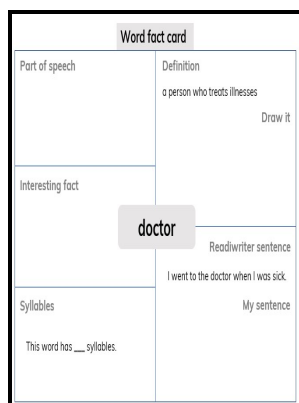 Word fact card
Part of speech
Definition
a person who treats illnesses
Draw it
Interesting fact
doctor
Readiwriter sentence
I went to the doctor when I was sick.
Syllables
My sentence
This word has ___ syllables.